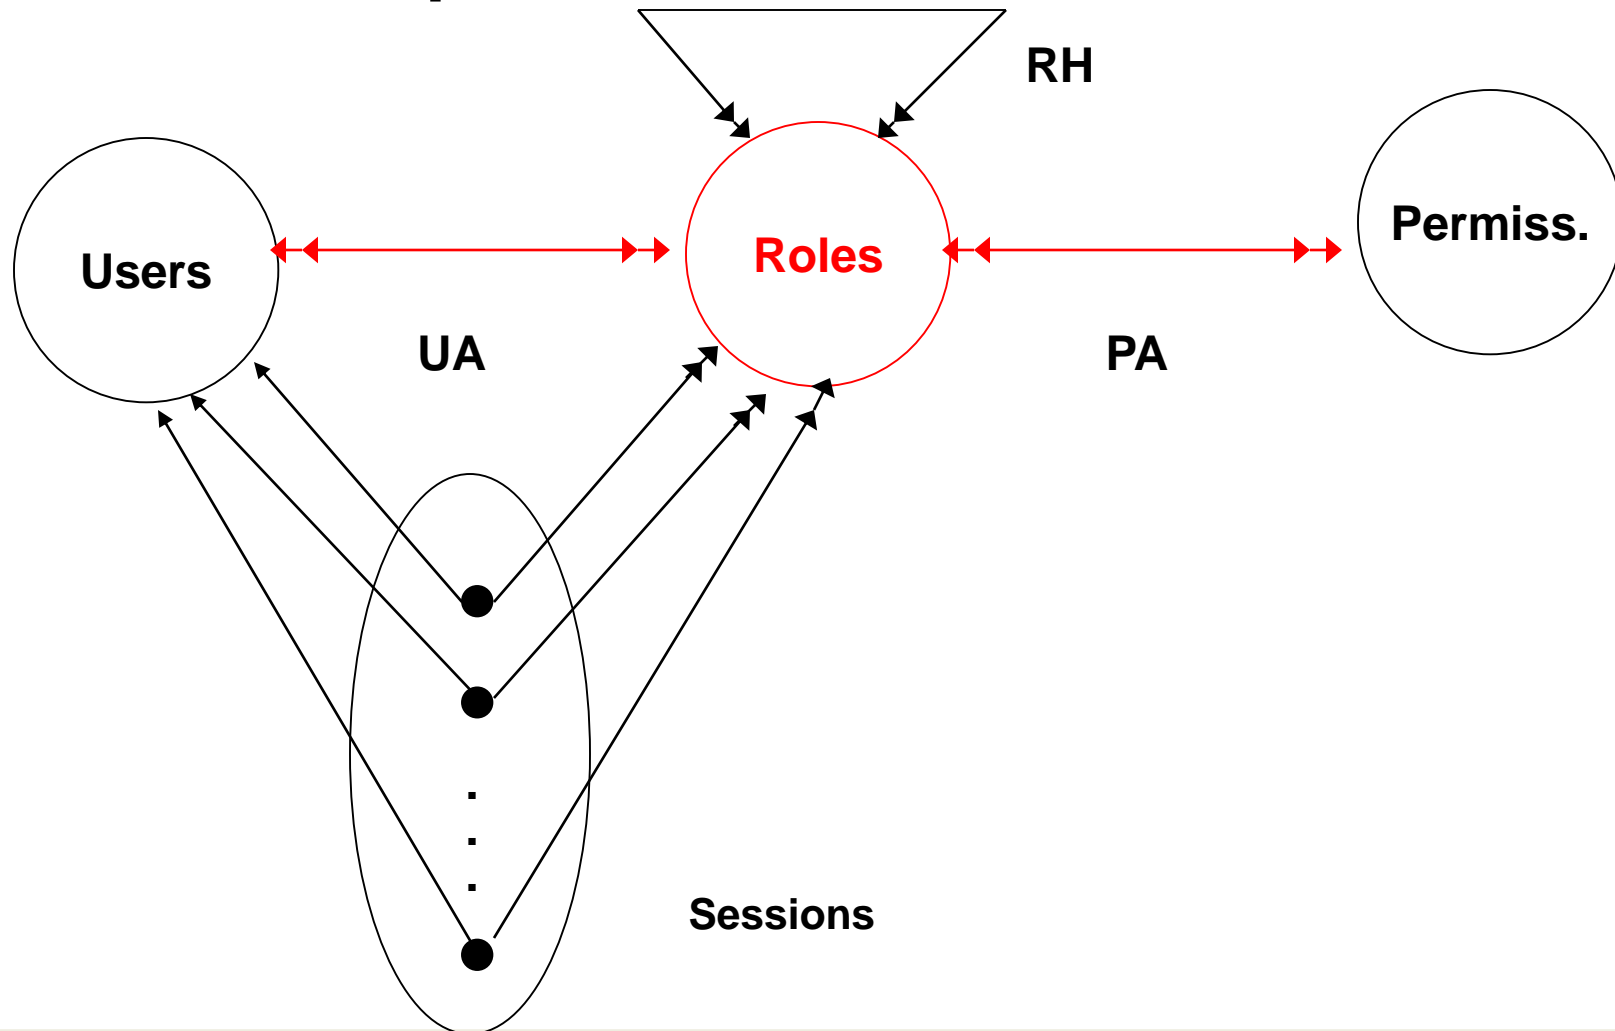 RH
Users
Roles
Permiss.
UA
PA
.
.
.
Sessions